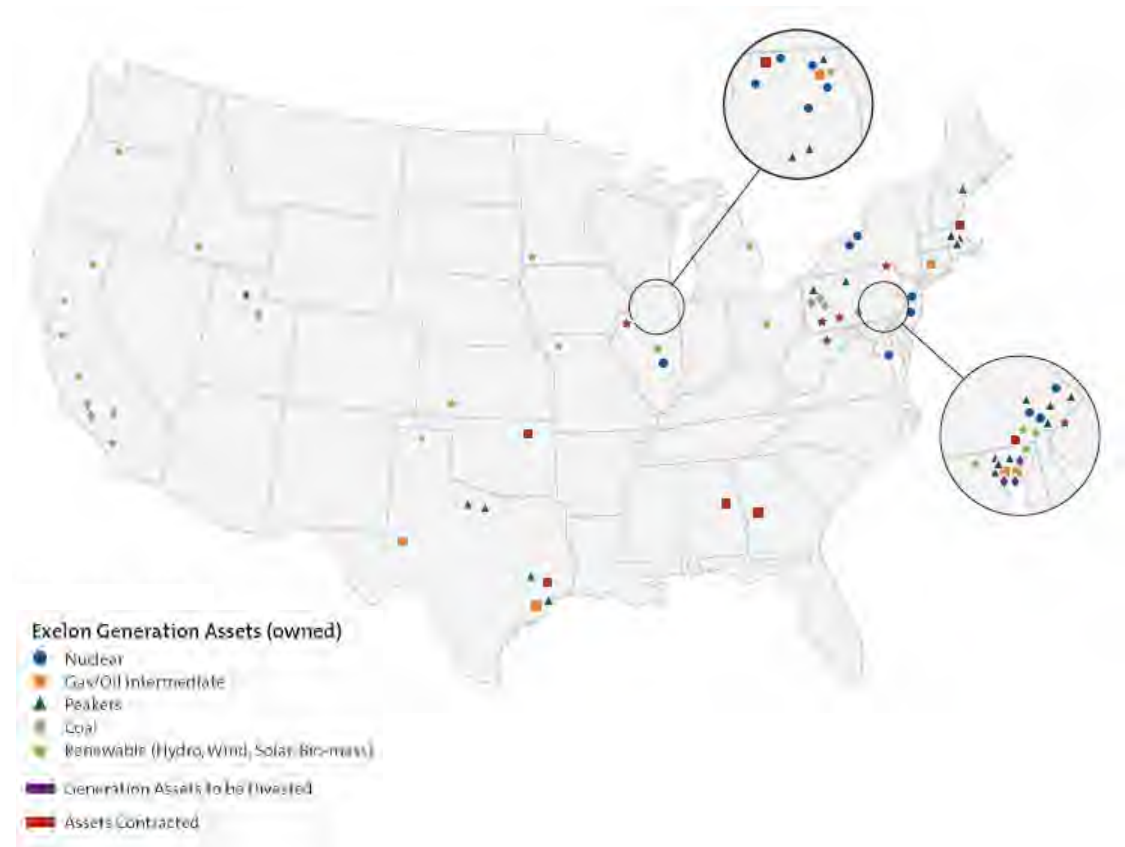 Exelon Generation Assets (owned)
Nuclear
Gas/Oil Intermediate
Peakers
Coal
Renewable (Hydro, Wind, Solar, Bio-mass)
Generation Assets to be Divested
Assets Contracted